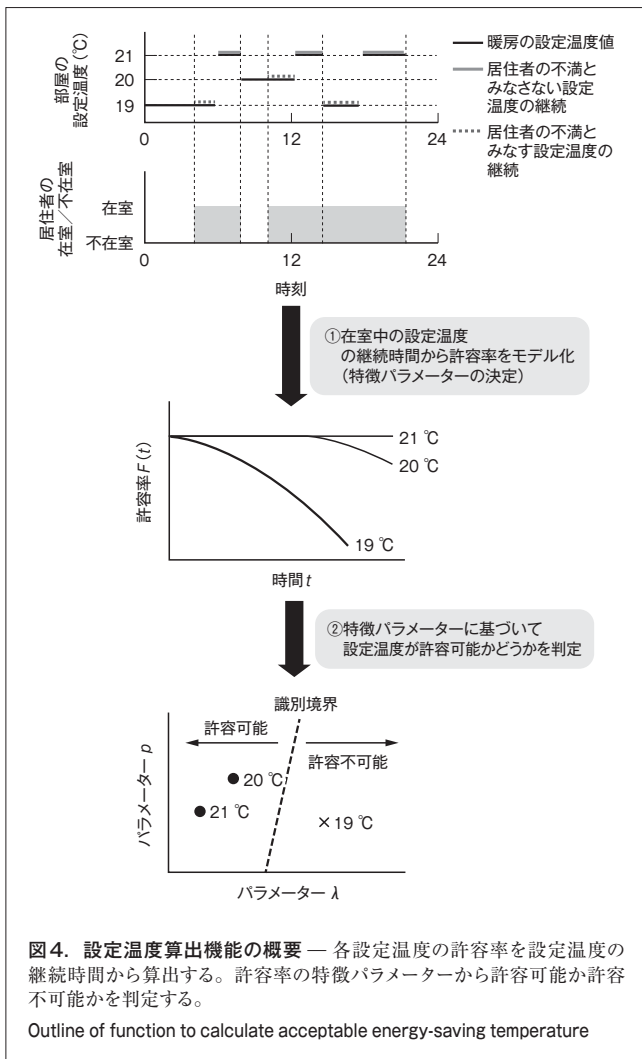 21
20
19
部屋の
設定温度(℃)
0
12
24
暖房の設定温度値
居住者の不満と
みなさない設定
温度の継続
居住者の不満と
みなす設定温度の
継続
居住者の
在室/不在室
在室
不在室
0
12
24
時刻
①在室中の設定温度
の継続時間から許容率をモデル化
(特徴パラメーターの決定)
許容率F(t)
21 ℃
20 ℃
19 ℃
時間 t
②特徴パラメーターに基づいて
設定温度が許容可能かどうかを判定
識別境界
許容可能
許容不可能
パラメーター p
● 20 ℃
● 21 ℃
× 19 ℃
パラメーター λ
図4. 設定温度算出機能の概要 — 各設定温度の許容率を設定温度の
継続時間から算出する。許容率の特徴パラメーターから許容可能か許容
不可能かを判定する。
Outline of function to calculate acceptable energy-saving temperature